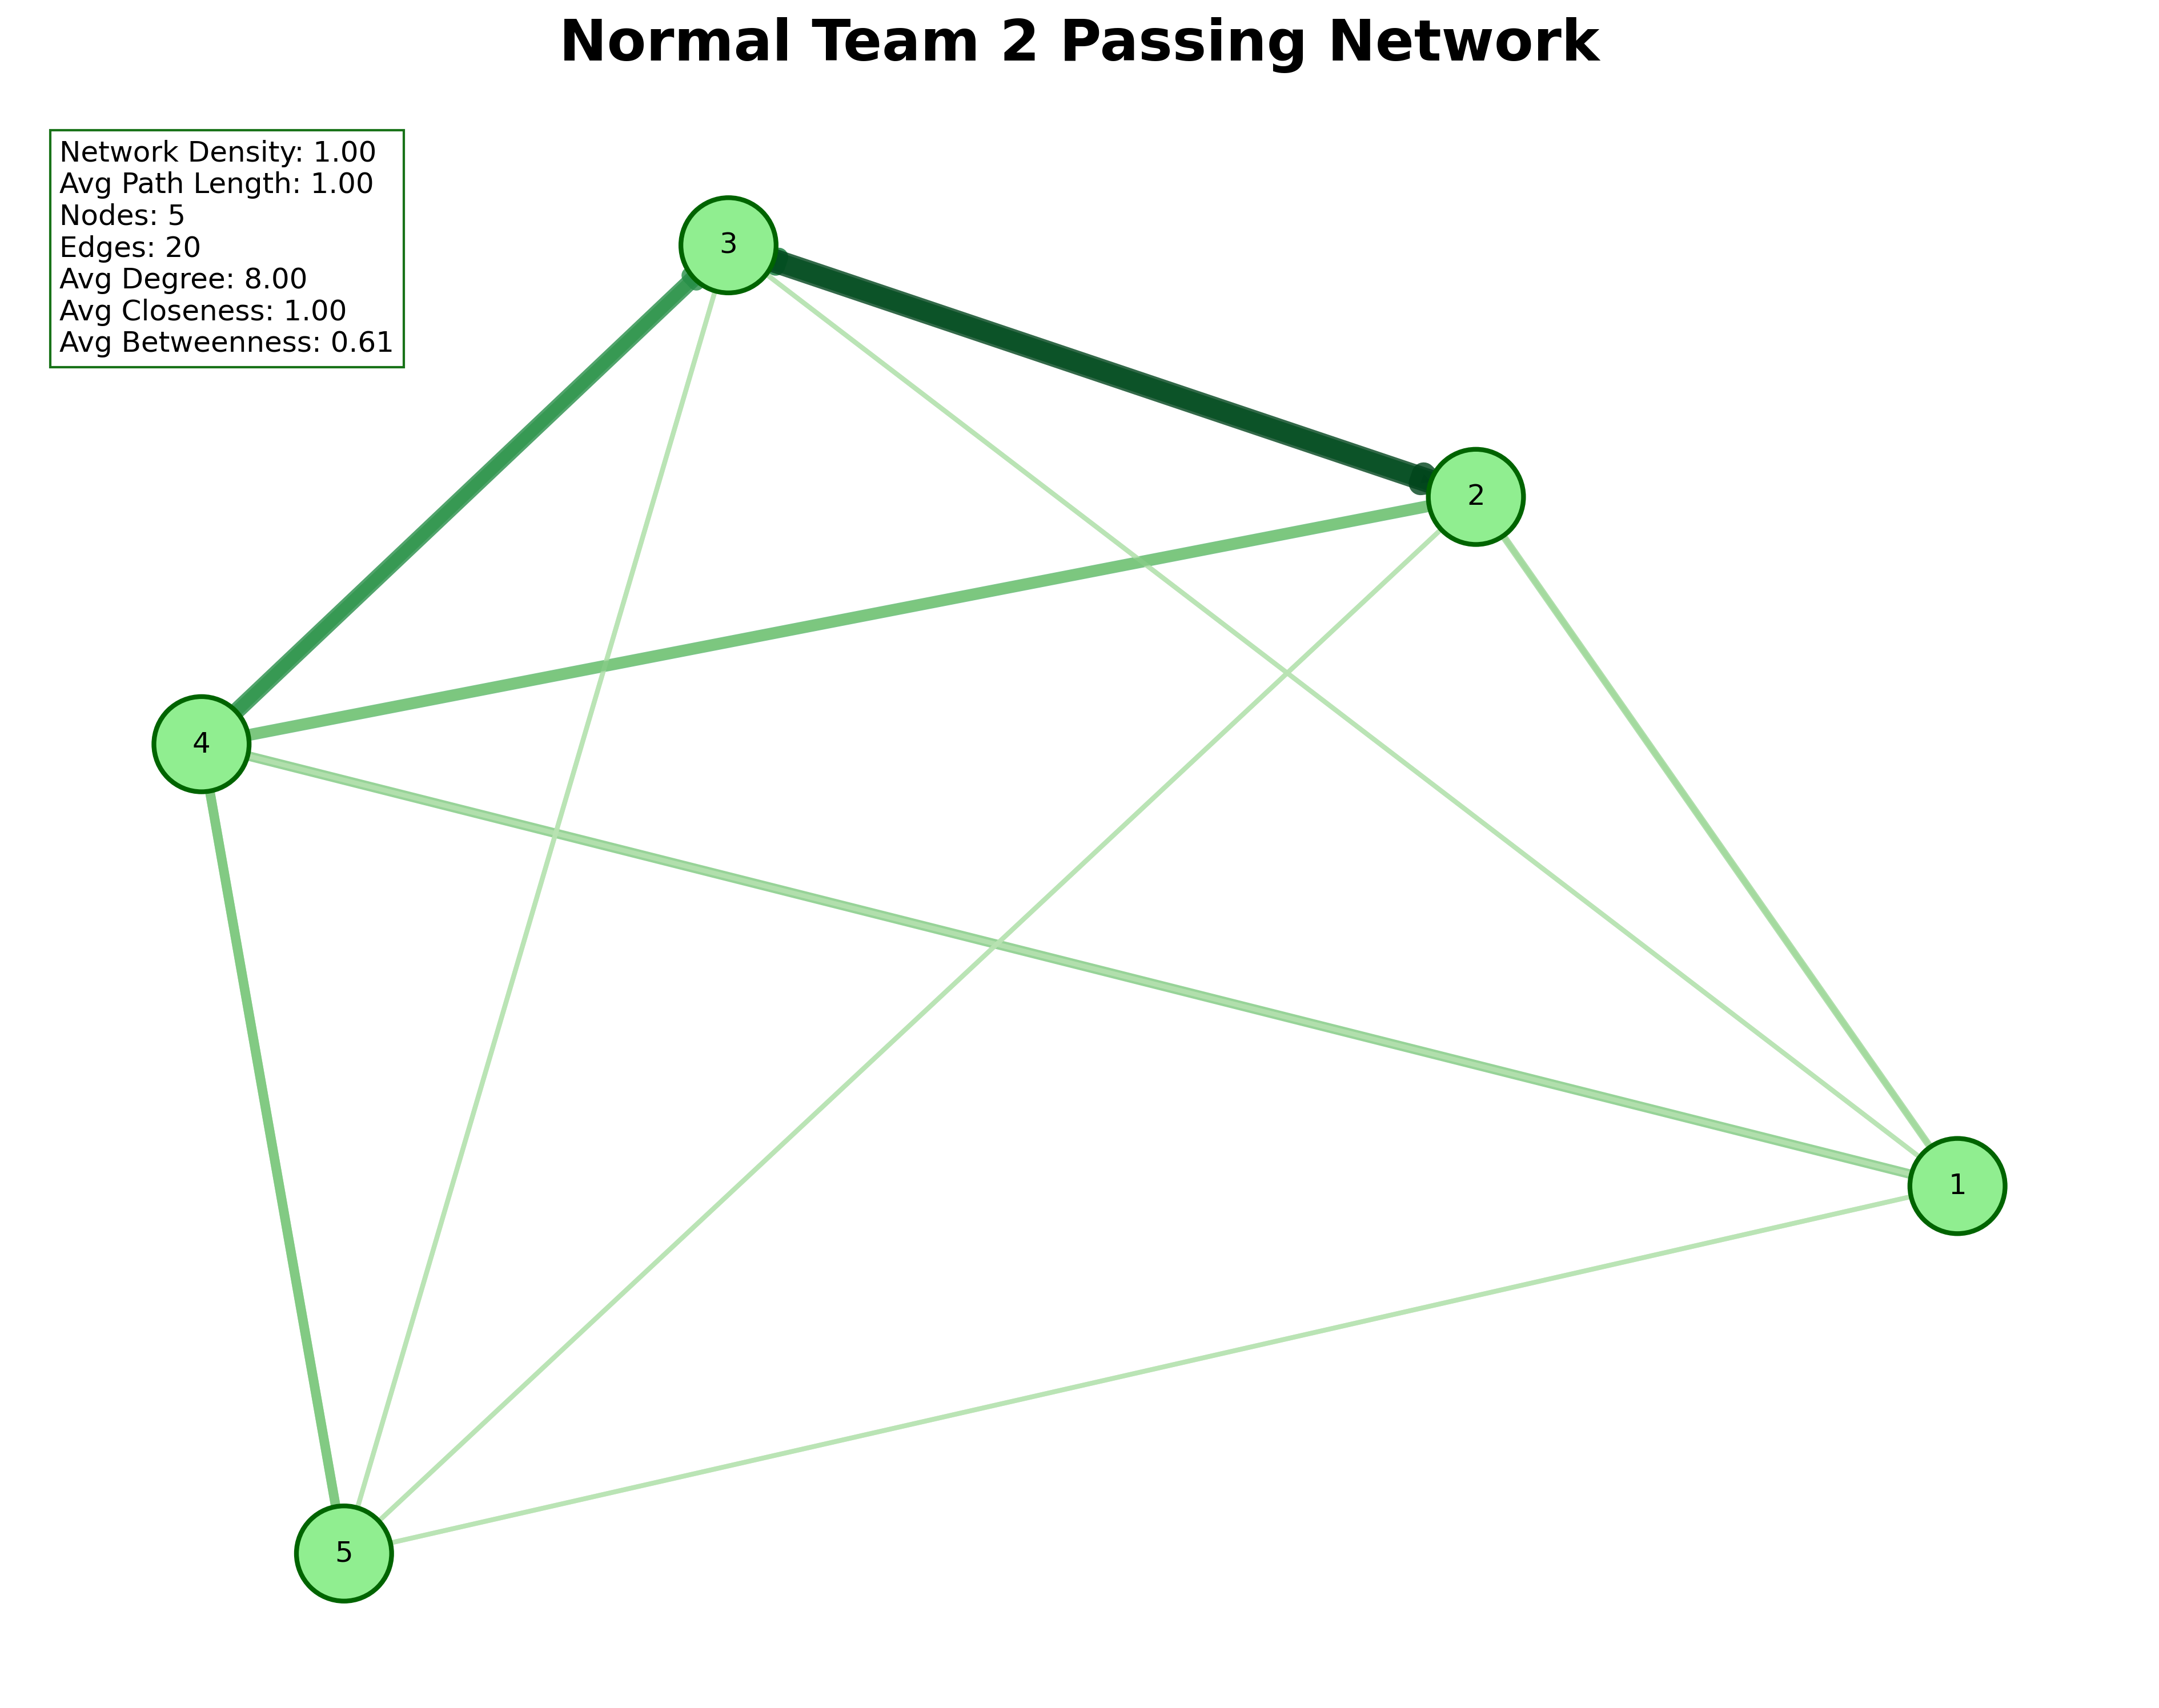 Normal Team 2 Passing Network
Network Density: 1.00
Avg Path Length: 1.00
Nodes: 5
Edges: 20
Avg Degree: 8.00
Avg Closeness: 1.00
Avg Betweenness: 0.61
3
2
4
1
5